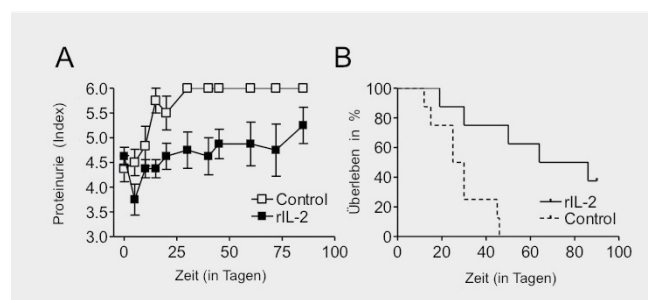 A
Proteinurie (Index)
6.0
5.5
5.0
4.5
4.0
3.5
3.0
0 25 50 75 100
Control
rIL-2
Zeit (in Tagen)
B
Überleben in %
100
80
60
40
20
0
0 20 40 60 80 100
rIL-2
Control
Zeit (in Tagen)